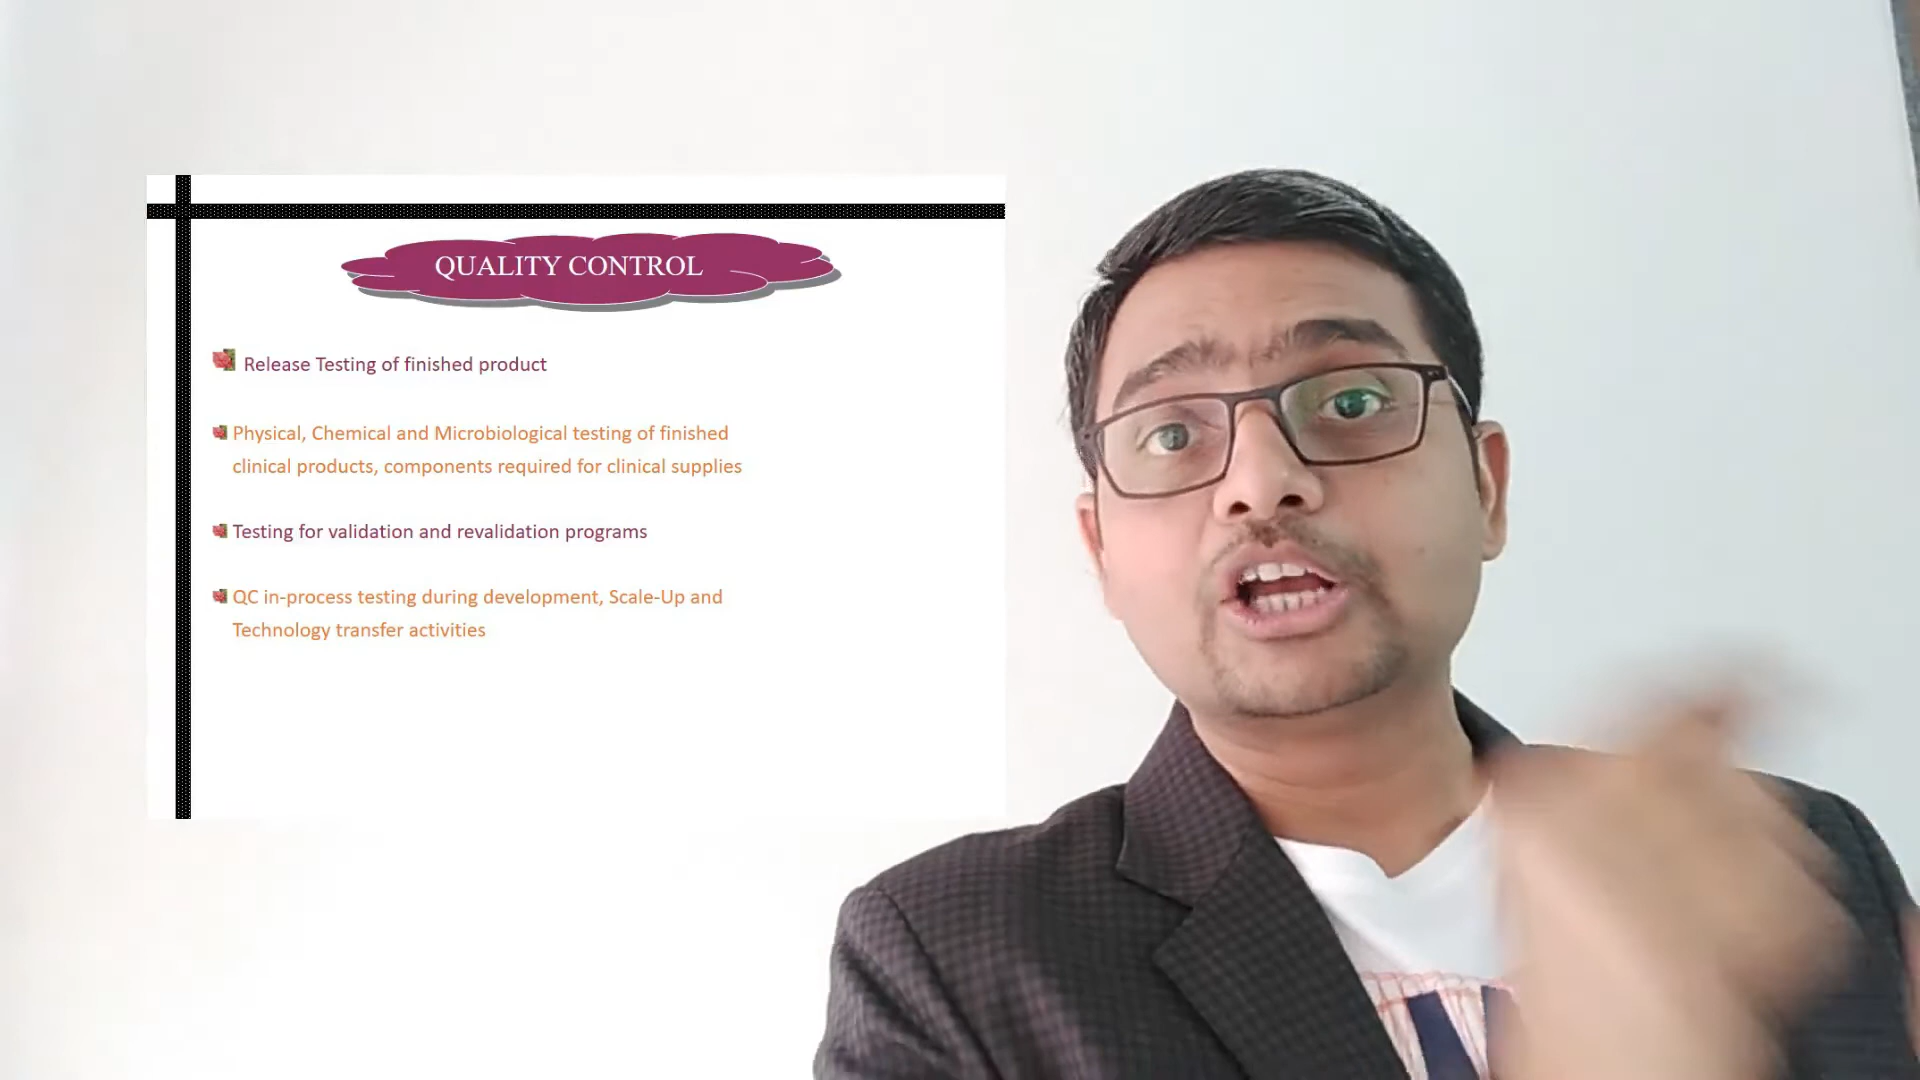 QUALITY CONTROL
Release Testing of finished product
Physical, Chemical and Microbiological testing of finished
clinical products, components required for clinical supplies
Testing for validation and revalidation programs
QC in-process testing during development, Scale-Up and
Technology transfer activities